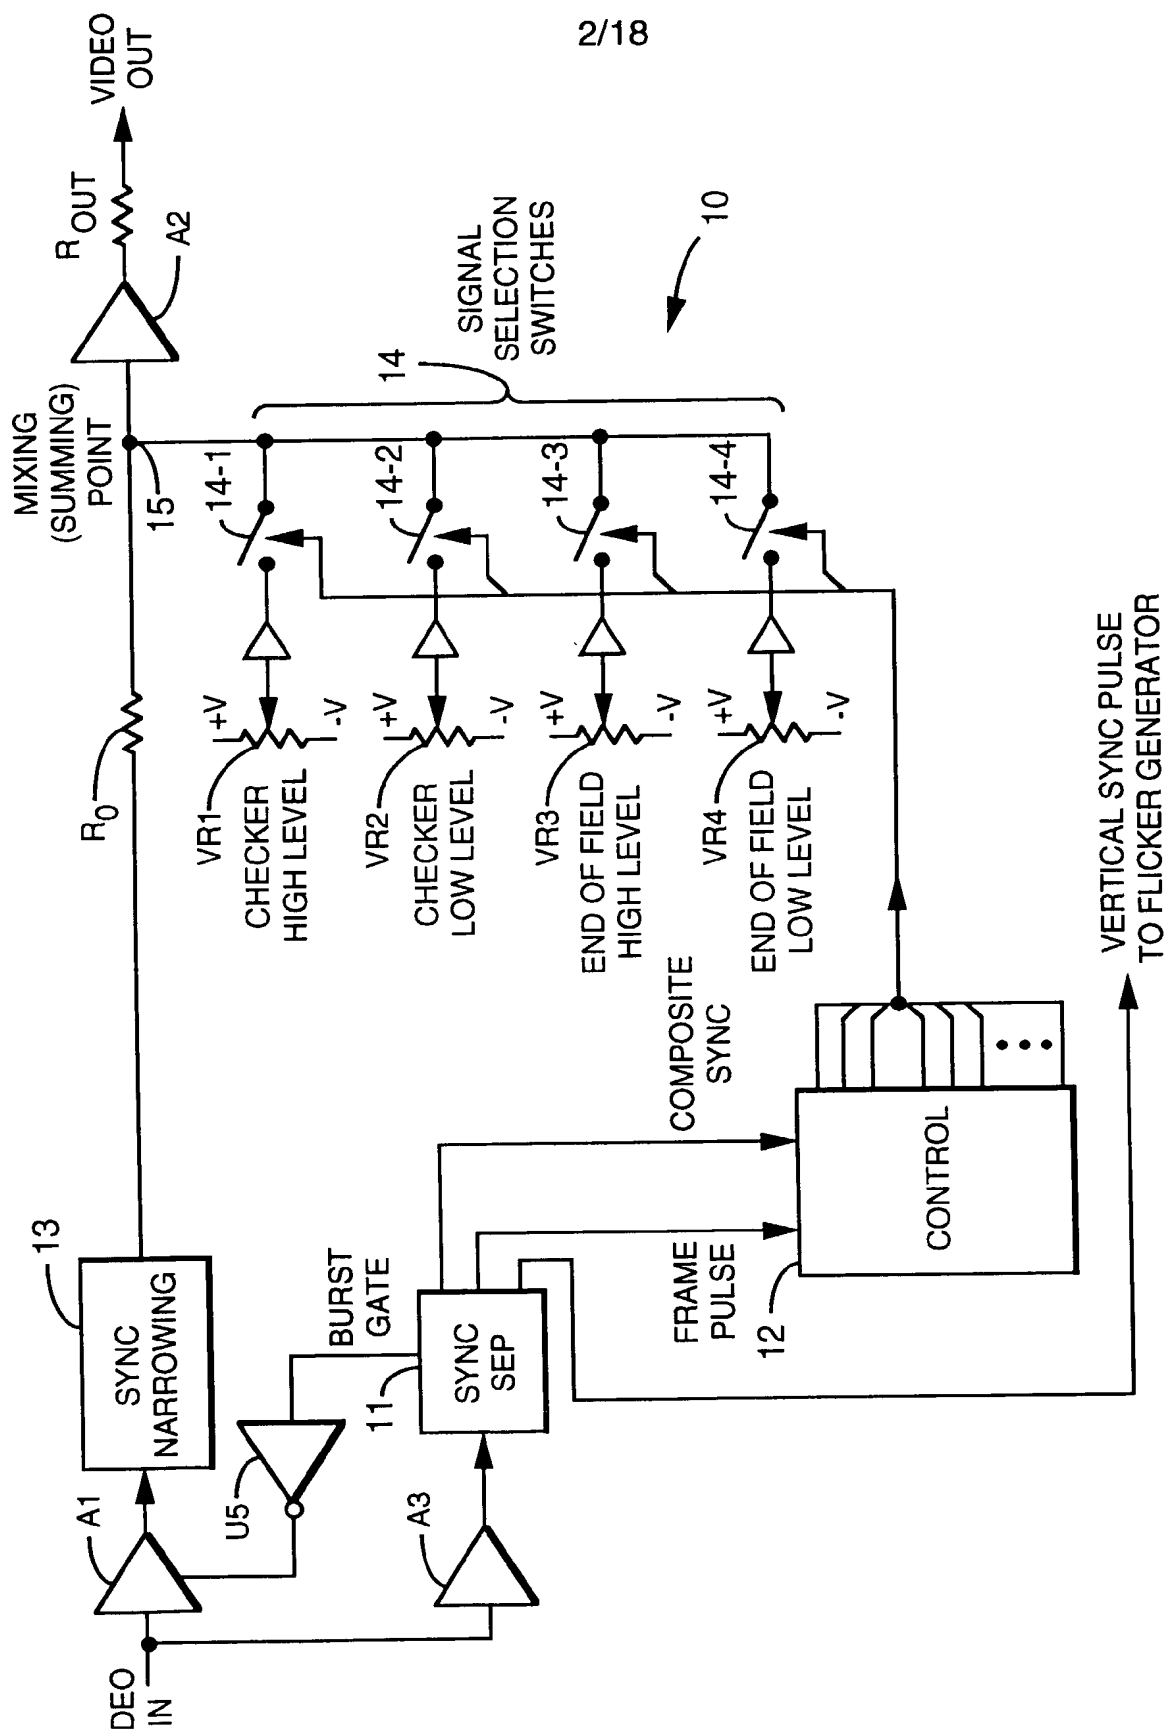 2/18
DEO
IN
A1
SYNC
NARROWING
13
R0
MIXING
(SUMMING)
POINT
15
A2
ROUT
VIDEO
OUT
U5
BURST
GATE
A3
SYNC
SEP
11
FRAME
PULSE
COMPOSITE
SYNC
12
CONTROL
VERTICAL SYNC PULSE
TO FLICKER GENERATOR
VR1
CHECKER
HIGH LEVEL
+V
-V
14-1
VR2
CHECKER
LOW LEVEL
+V
-V
14-2
VR3
END OF FIELD
HIGH LEVEL
+V
-V
14-3
VR4
END OF FIELD
LOW LEVEL
+V
-V
14-4
14
SIGNAL
SELECTION
SWITCHES
10